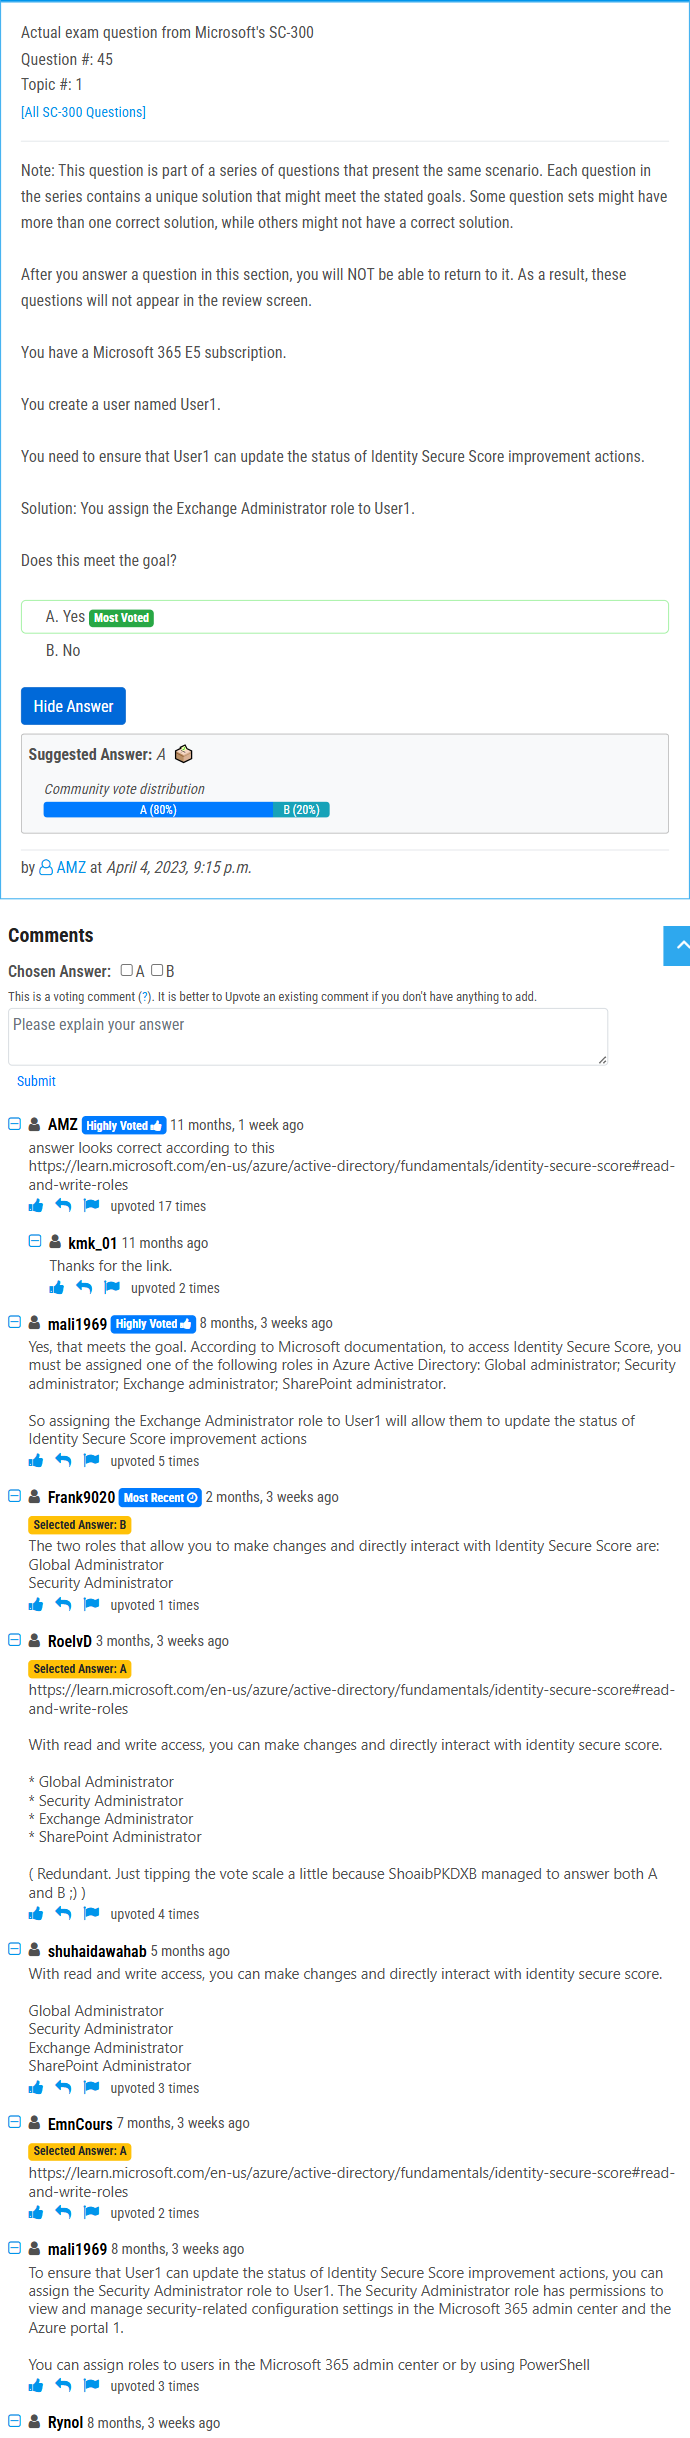 Actual exam question from Microsoft's SC-300
Question #: 45
Topic #: 1
[All SC-300 Questions]
Note: This question is part of a series of questions that present the same scenario. Each question in
the series contains a unique solution that might meet the stated goals. Some question sets might have
more than one correct solution, while others might not have a correct solution.
After you answer a question in this section, you will NOT be able to return to it. As a result, these
questions will not appear in the review screen.
You have a Microsoft 365 E5 subscription.
You create a user named User1.
You need to ensure that User1 can update the status of Identity Secure Score improvement actions.
Solution: You assign the Exchange Administrator role to User1.
Does this meet the goal?
A. Yes Most Voted
B. No
Hide Answer
Suggested Answer: A
Community vote distribution
A (80%) B (20%)
by AMZ at April 4, 2023, 9:15 p.m.
Comments
Chosen Answer: A B
This is a voting comment (?). It is better to Upvote an existing comment if you don't have anything to add.
Please explain your answer
Submit
AMZ Highly Voted 11 months, 1 week ago
answer looks correct according to this
https://learn.microsoft.com/en-us/azure/active-directory/fundamentals/identity-secure-score#read-
and-write-roles
upvoted 17 times
kmk_01 11 months ago
Thanks for the link.
upvoted 2 times
mali1969 Highly Voted 8 months, 3 weeks ago
Yes, that meets the goal. According to Microsoft documentation, to access Identity Secure Score, you
must be assigned one of the following roles in Azure Active Directory: Global administrator; Security
administrator; Exchange administrator; SharePoint administrator.
So assigning the Exchange Administrator role to User1 will allow them to update the status of
Identity Secure Score improvement actions
upvoted 5 times
Frank9020 Most Recent 2 months, 3 weeks ago
Selected Answer: B
The two roles that allow you to make changes and directly interact with Identity Secure Score are:
Global Administrator
Security Administrator
upvoted 1 times
RoelvD 3 months, 3 weeks ago
Selected Answer: A
https://learn.microsoft.com/en-us/azure/active-directory/fundamentals/identity-secure-score#read-
and-write-roles
With read and write access, you can make changes and directly interact with identity secure score.
* Global Administrator
* Security Administrator
* Exchange Administrator
* SharePoint Administrator
( Redundant. Just tipping the vote scale a little because ShoaibPKDXB managed to answer both A
and B ;) )
upvoted 4 times
shuhaidawahab 5 months ago
With read and write access, you can make changes and directly interact with identity secure score.
Global Administrator
Security Administrator
Exchange Administrator
SharePoint Administrator
upvoted 3 times
EmnCours 7 months, 3 weeks ago
Selected Answer: A
https://learn.microsoft.com/en-us/azure/active-directory/fundamentals/identity-secure-score#read-
and-write-roles
upvoted 2 times
mali1969 8 months, 3 weeks ago
To ensure that User1 can update the status of Identity Secure Score improvement actions, you can
assign the Security Administrator role to User1. The Security Administrator role has permissions to
view and manage security-related configuration settings in the Microsoft 365 admin center and the
Azure portal 1.
You can assign roles to users in the Microsoft 365 admin center or by using PowerShell
upvoted 3 times
Rynol 8 months, 3 weeks ago